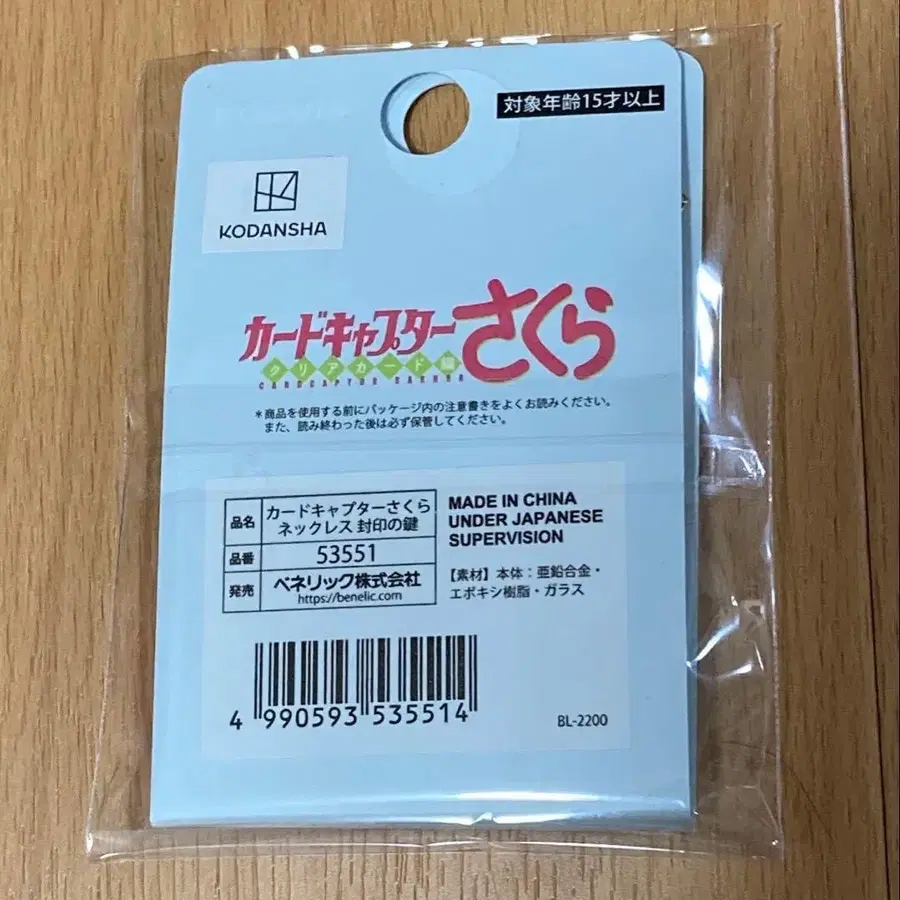 対象年齢15才以上
KODANSHA
カードキャプターさくら
クリアカード編
CARDCAPTOR SAKURA
＊商品を使用する前にパッケージ内の注意書きをよくお読みください。
また、読み終わった後は必ず保管してください。
品名 カードキャプターさくら
ネックレス 封印の鍵
品番 53551
発売 ベネリック株式会社
https://benelic.com
MADE IN CHINA
UNDER JAPANESE
SUPERVISION
【素材】本体：亜鉛合金・
エポキシ樹脂・ガラス
4 990593 535514
BL-2200